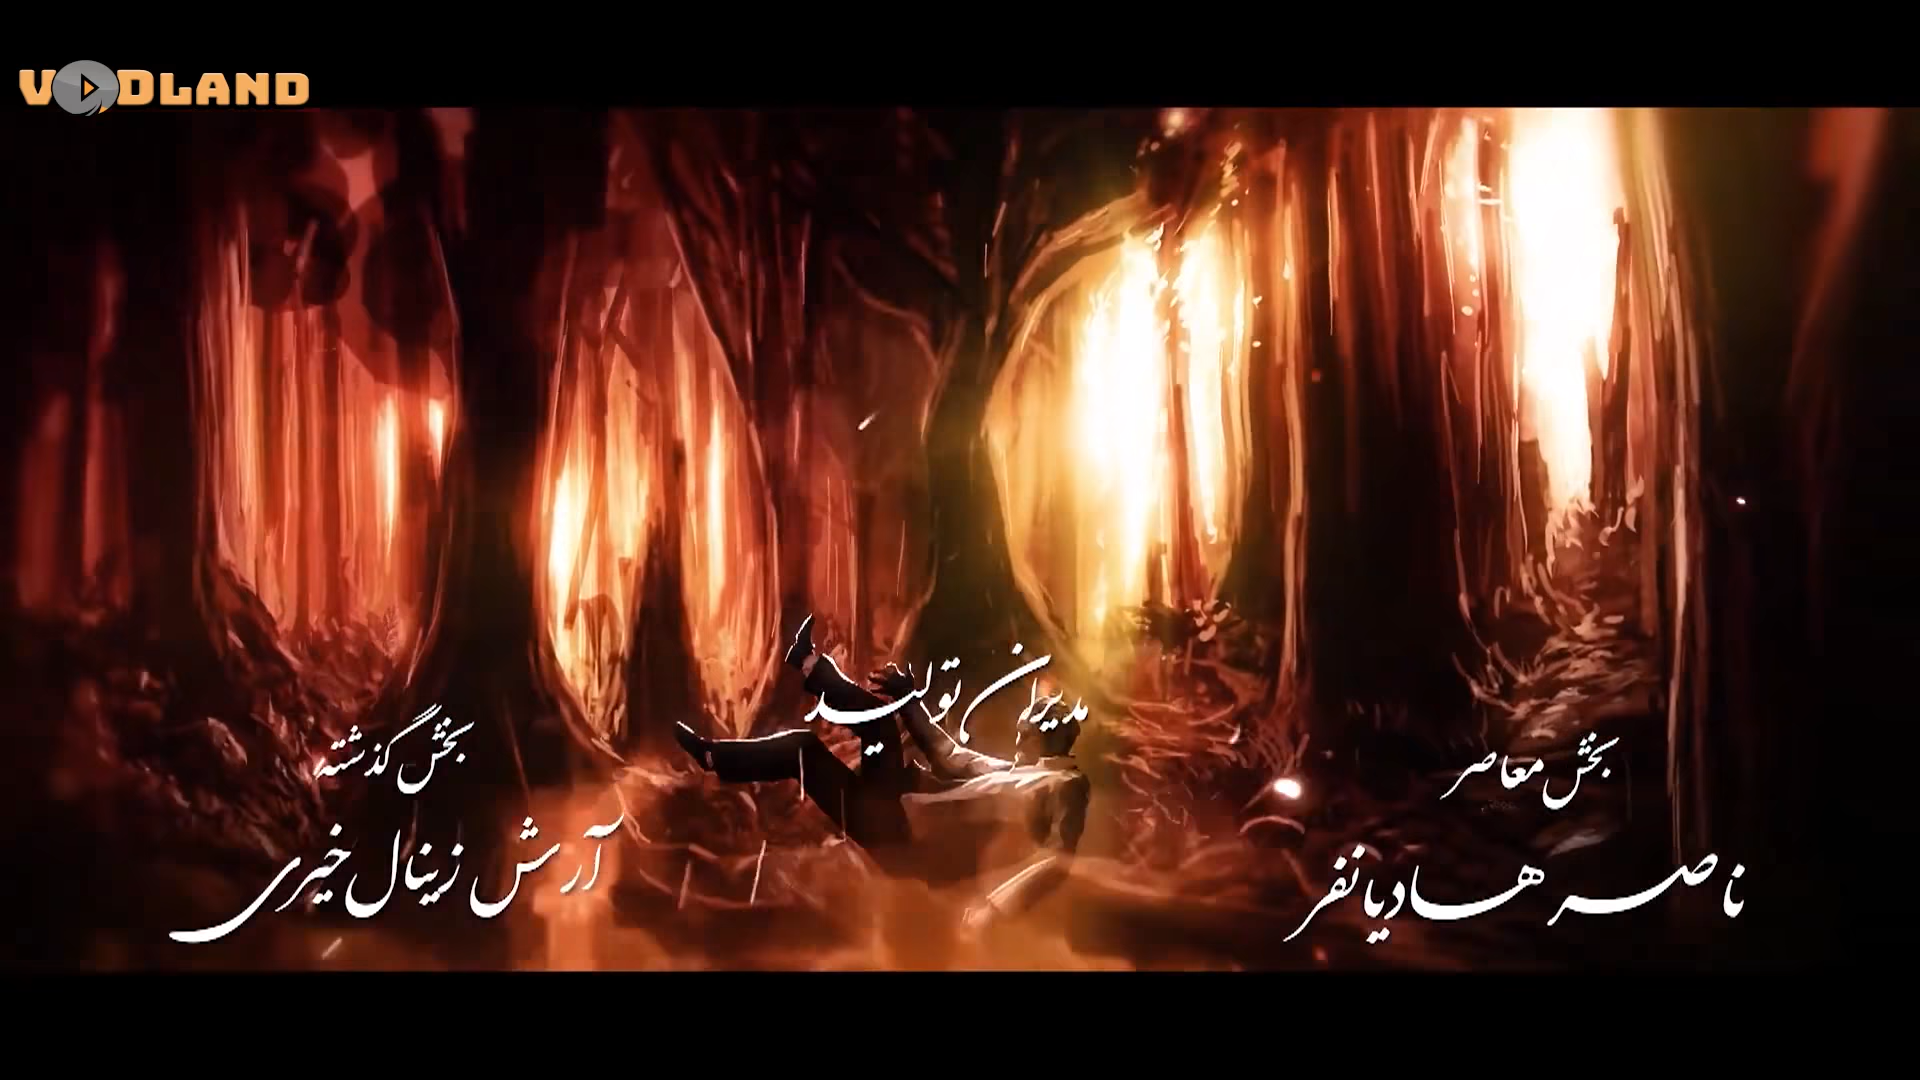 VODLAND
مدیران تولید
بخش معاصر
ناصر هادیانفر
بخش گذشته
آرش زینال خیری